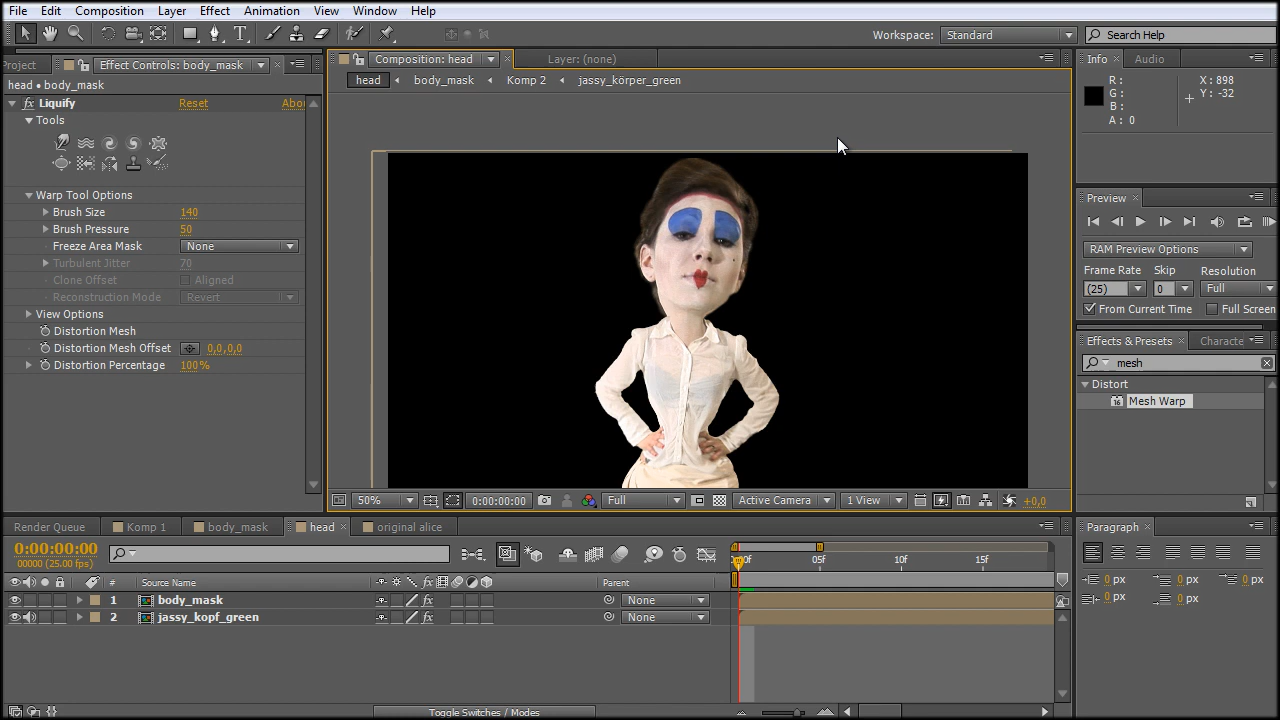 File Edit Composition Layer Effect Animation View Window Help
Workspace: Standard Search Help
Project Effect Controls: body_mask
Composition: head Layer: (none)
Info Audio
head • body_mask
head body_mask Komp 2 jassy_körper_green
R: X: 898
G: Y: -32
B:
A: 0
Liquify Reset
Tools
Warp Tool Options
Brush Size 140
Brush Pressure 50
Freeze Area Mask None
Turbulent Jitter 70
Clone Offset Aligned
Reconstruction Mode Revert
View Options
Distortion Mesh
Distortion Mesh Offset 0,0,0,0
Distortion Percentage 100%
Preview
RAM Preview Options
Frame Rate Skip Resolution
(25) 0 Full
From Current Time Full Screen
Effects & Presets
mesh
Distort
16 Mesh Warp
50% 0:00:00:00 Full Active Camera 1 View +0,0
Render Queue Komp 1 body_mask head original alice
Paragraph
0:00:00:00
00000 (25.00 fps)
05f 10f 15f
# Source Name Parent
1 body_mask None
2 jassy_kopf_green None
0 px 0 px 0 px
0 px 0 px
Toggle Switches / Modes